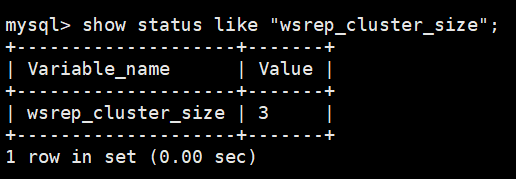 mysql> show status like "wsrep_cluster_size";
+--------------------+-------+
| Variable_name      | Value |
+--------------------+-------+
| wsrep_cluster_size | 3     |
+--------------------+-------+
1 row in set (0.00 sec)